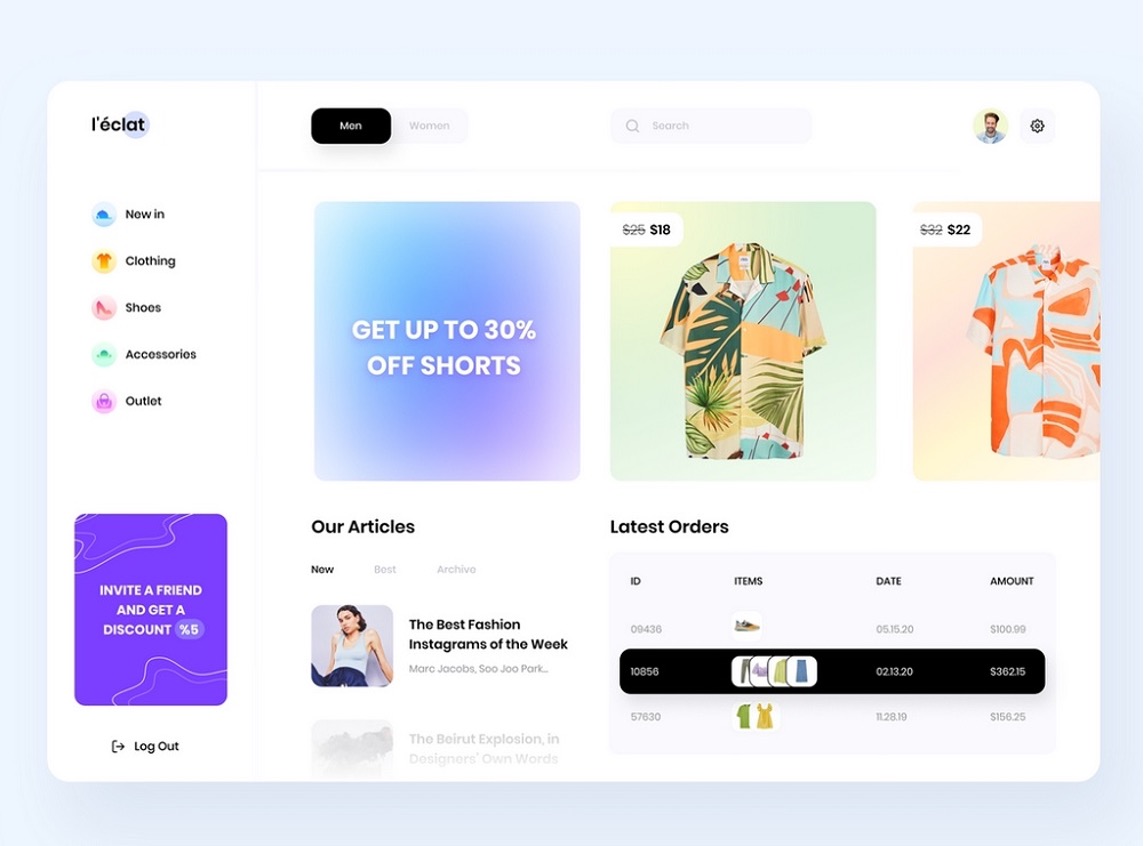 l'éclat
Men
Women
Search
New in
Clothing
Shoes
Accessories
Outlet
INVITE A FRIEND
AND GET A
DISCOUNT %5
Log Out
GET UP TO 30%
OFF SHORTS
$25 $18
$32 $22
Our Articles
New
Best
Archive
The Best Fashion
Instagrams of the Week
Marc Jacobs, Soo Joo Park...
The Beirut Explosion, in
Designers' Own Words
Latest Orders
ID ITEMS DATE AMOUNT
09436 05.15.20 $100.99
10856 02.13.20 $362.15
57630 11.28.19 $156.25